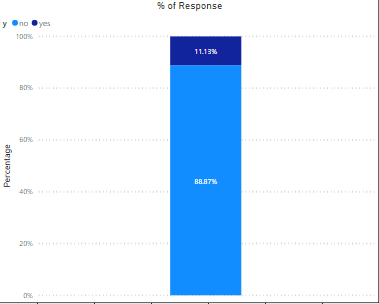 % of Response
y no yes
100%
11.13%
80%
60%
Percentage
88.87%
40%
20%
0%